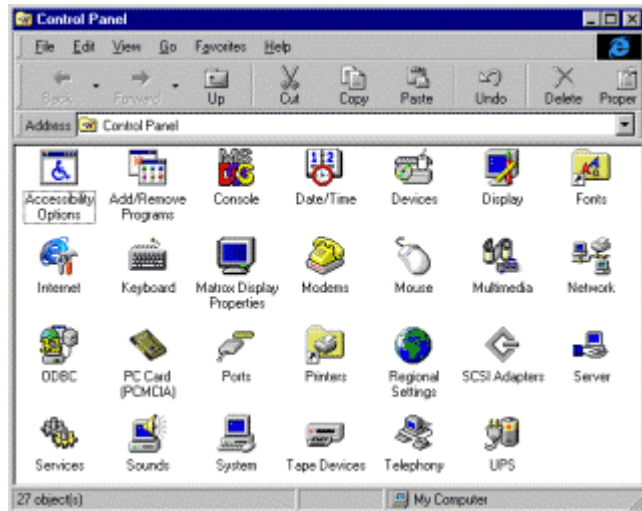 Control Panel
File Edit View Go Favorites Help
Back Forward Up Cut Copy Paste Undo Delete Proper
Address Control Panel
Accessibility Options
Add/Remove Programs
MS DOS
Console
12
Date/Time
Devices
Display
Fonts
Internet
Keyboard
Matrox Display Properties
Modems
Mouse
Multimedia
Network
ODBC
PC Card (PCMCIA)
Ports
Printers
Regional Settings
SCSI Adapters
Server
Services
Sounds
System
Tape Devices
Telephony
UPS
27 object(s) My Computer